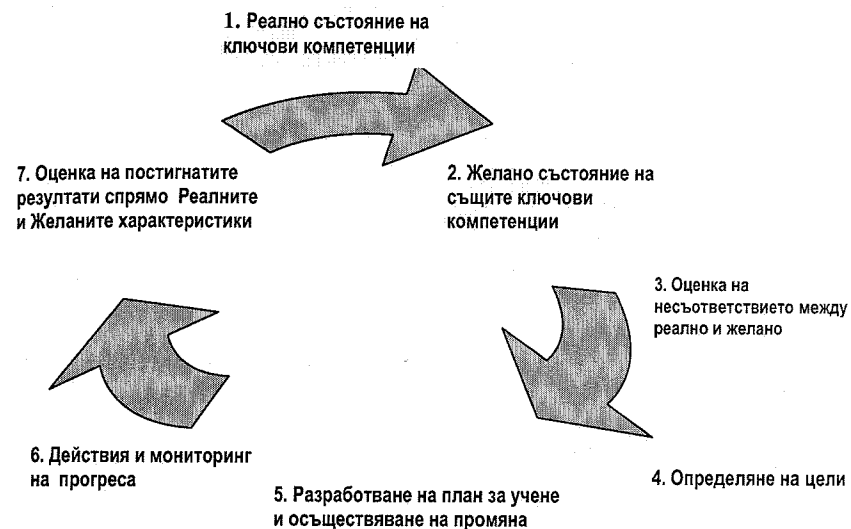 1. Реално състояние на
ключови компетенции
2. Желано състояние на
същите ключови
компетенции
3. Оценка на
несъответствието между
реално и желано
4. Определяне на цели
5. Разработване на план за учене
и осъществяване на промяна
6. Действия и мониторинг
на прогреса
7. Оценка на постигнатите
резултати спрямо Реалните
и Желаните характеристики